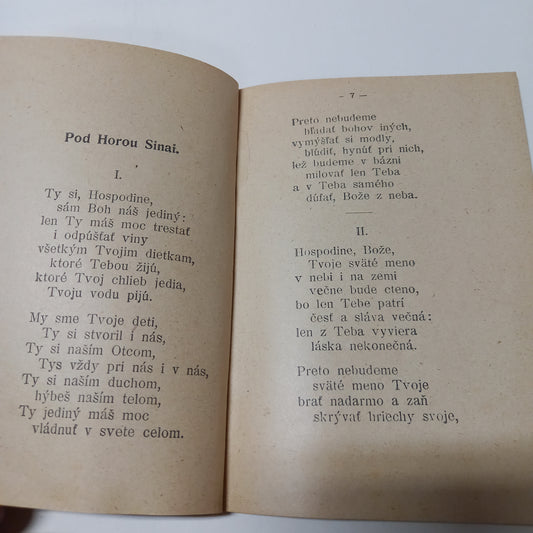 Pod Horou Sinai.
I.
Ty si, Hospodine,
sám Boh náš jediný:
len Ty máš moc trestať
i odpúšťať viny
všetkým Tvojim dietkam,
ktoré Tebou žijú,
ktoré Tvoj chlieb jedia,
Tvoju vodu pijú.
My sme Tvoje deti,
Ty si stvoril i nás,
Ty si naším Otcom,
Tys vždy pri nás i v nás,
Ty si naším duchom,
hýbeš naším telom,
Ty jediný máš moc
vládnuť v svete celom.
– 7 –
Preto nebudeme
hľadať bohov iných,
vymýšľať si modly,
blúdiť, hynúť pri nich,
lež budeme v bázni
milovať len Teba
a v Teba samého
dúfať, Bože z neba.
II.
Hospodine, Bože,
Tvoje sväté meno
v nebi i na zemi
večne bude cteno,
bo len Tebe patrí
česť a sláva večná:
len z Teba vyviera
láska nekonečná.
Preto nebudeme
sväté meno Tvoje
brať nadarmo a zaň
skrývať hriechy svoje,